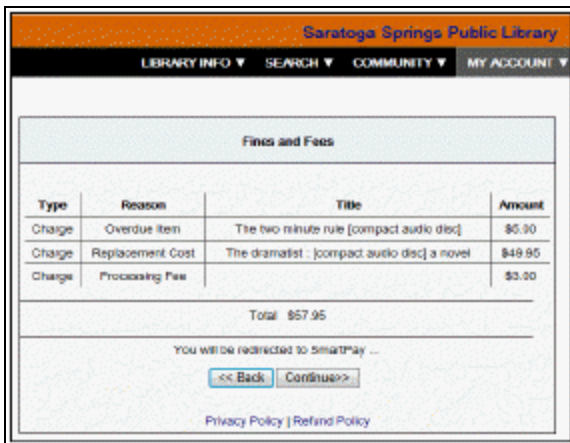 Saratoga Springs Public Library
LIBRARY INFO ▼ SEARCH ▼ COMMUNITY ▼ MY ACCOUNT ▼
Fines and Fees
Type Reason Title Amount
Charge Overdue Item The two minute rule [compact audio disc] $5.00
Charge Replacement Cost The dramatist : [compact audio disc] a novel $49.95
Charge Processing Fee $3.00
Total $57.95
You will be redirected to SmartPay ...
<< Back Continue>>
Privacy Policy | Refund Policy